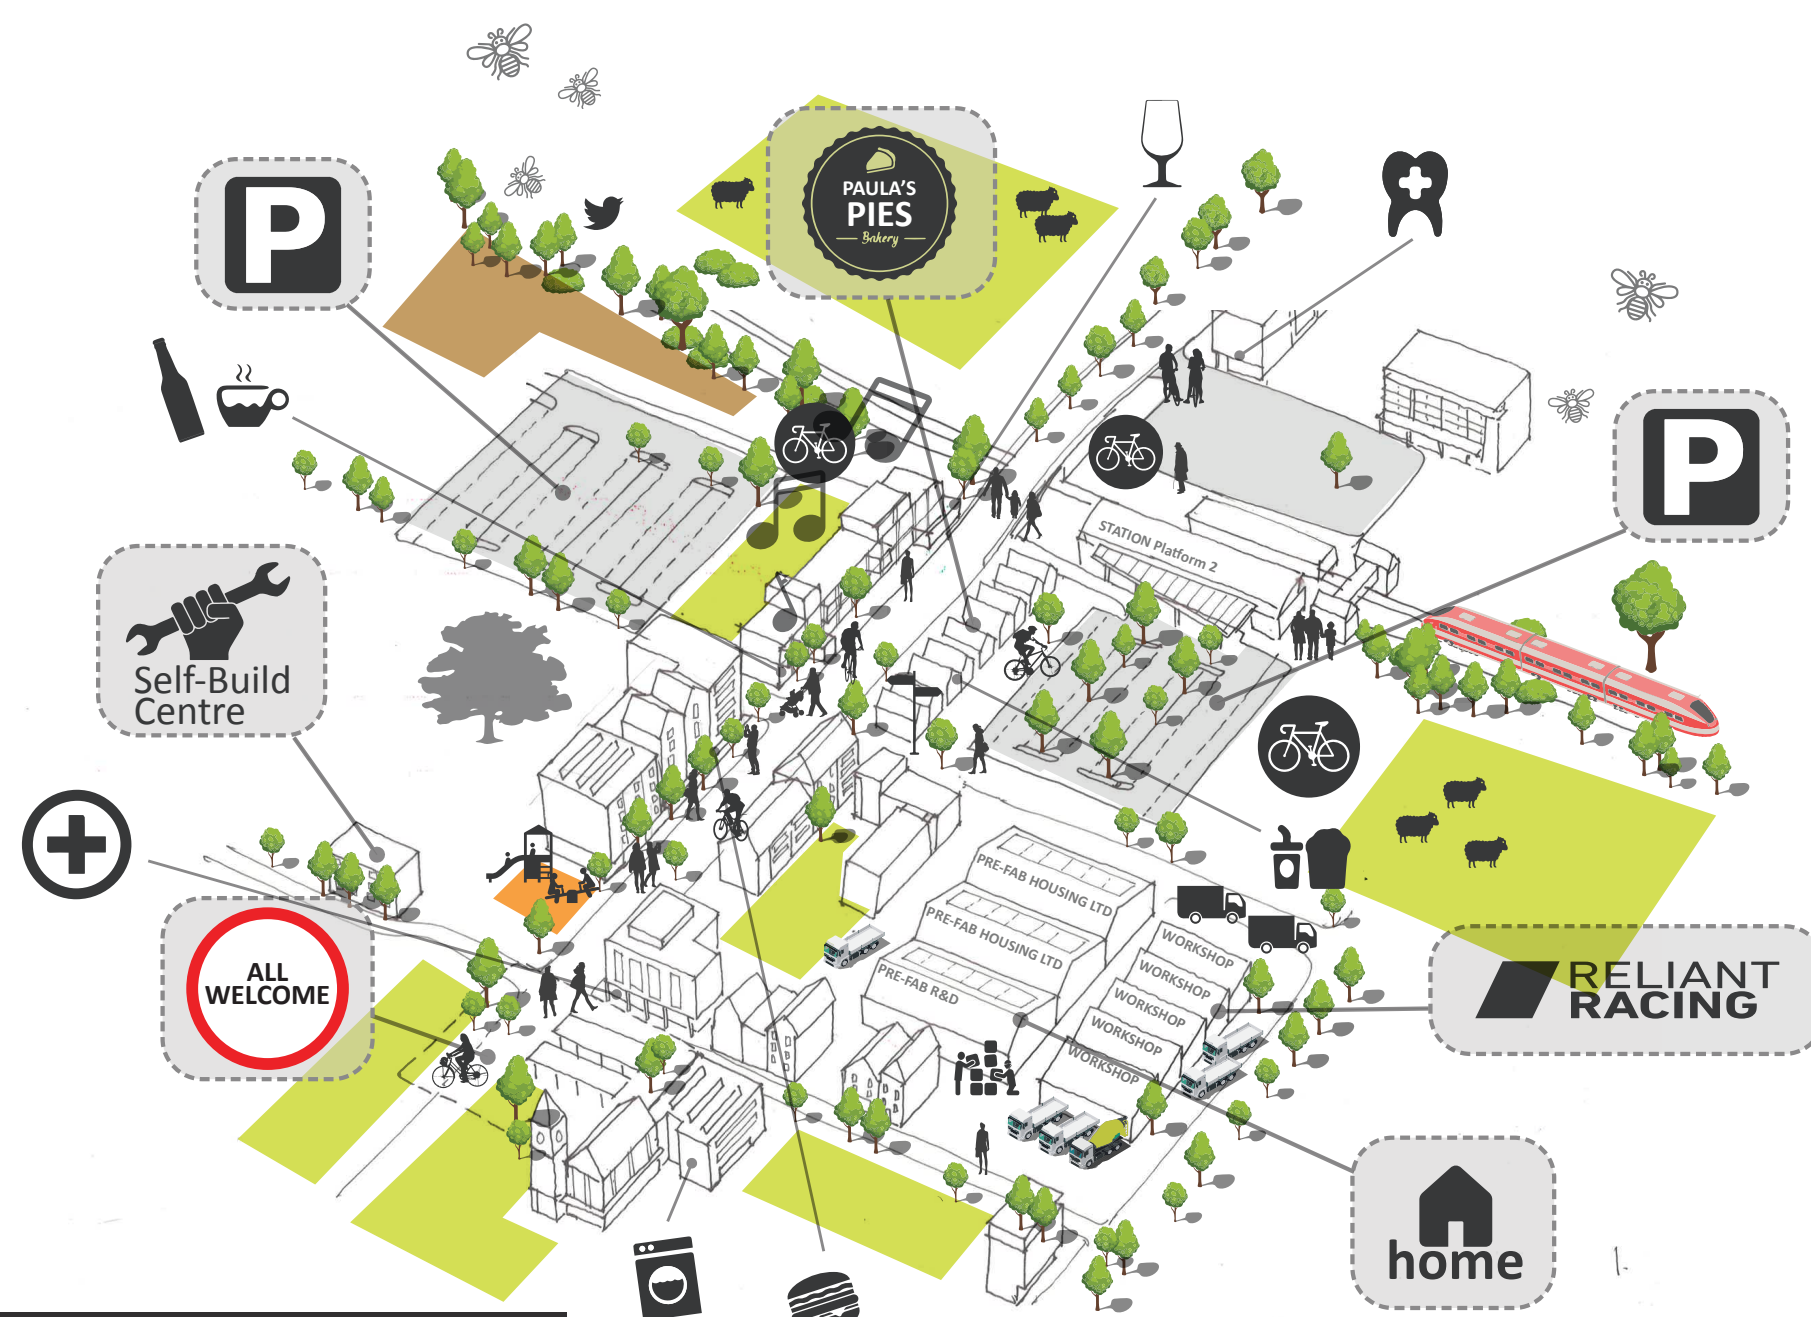 PAULA'S
PIES
Bakery
P
P
STATION Platform 2
Self-Build
Centre
PRE-FAB HOUSING LTD
PRE-FAB HOUSING LTD
PRE-FAB R&D
WORKSHOP
WORKSHOP
WORKSHOP
WORKSHOP
WORKSHOP
ALL
WELCOME
RELIANT
RACING
home